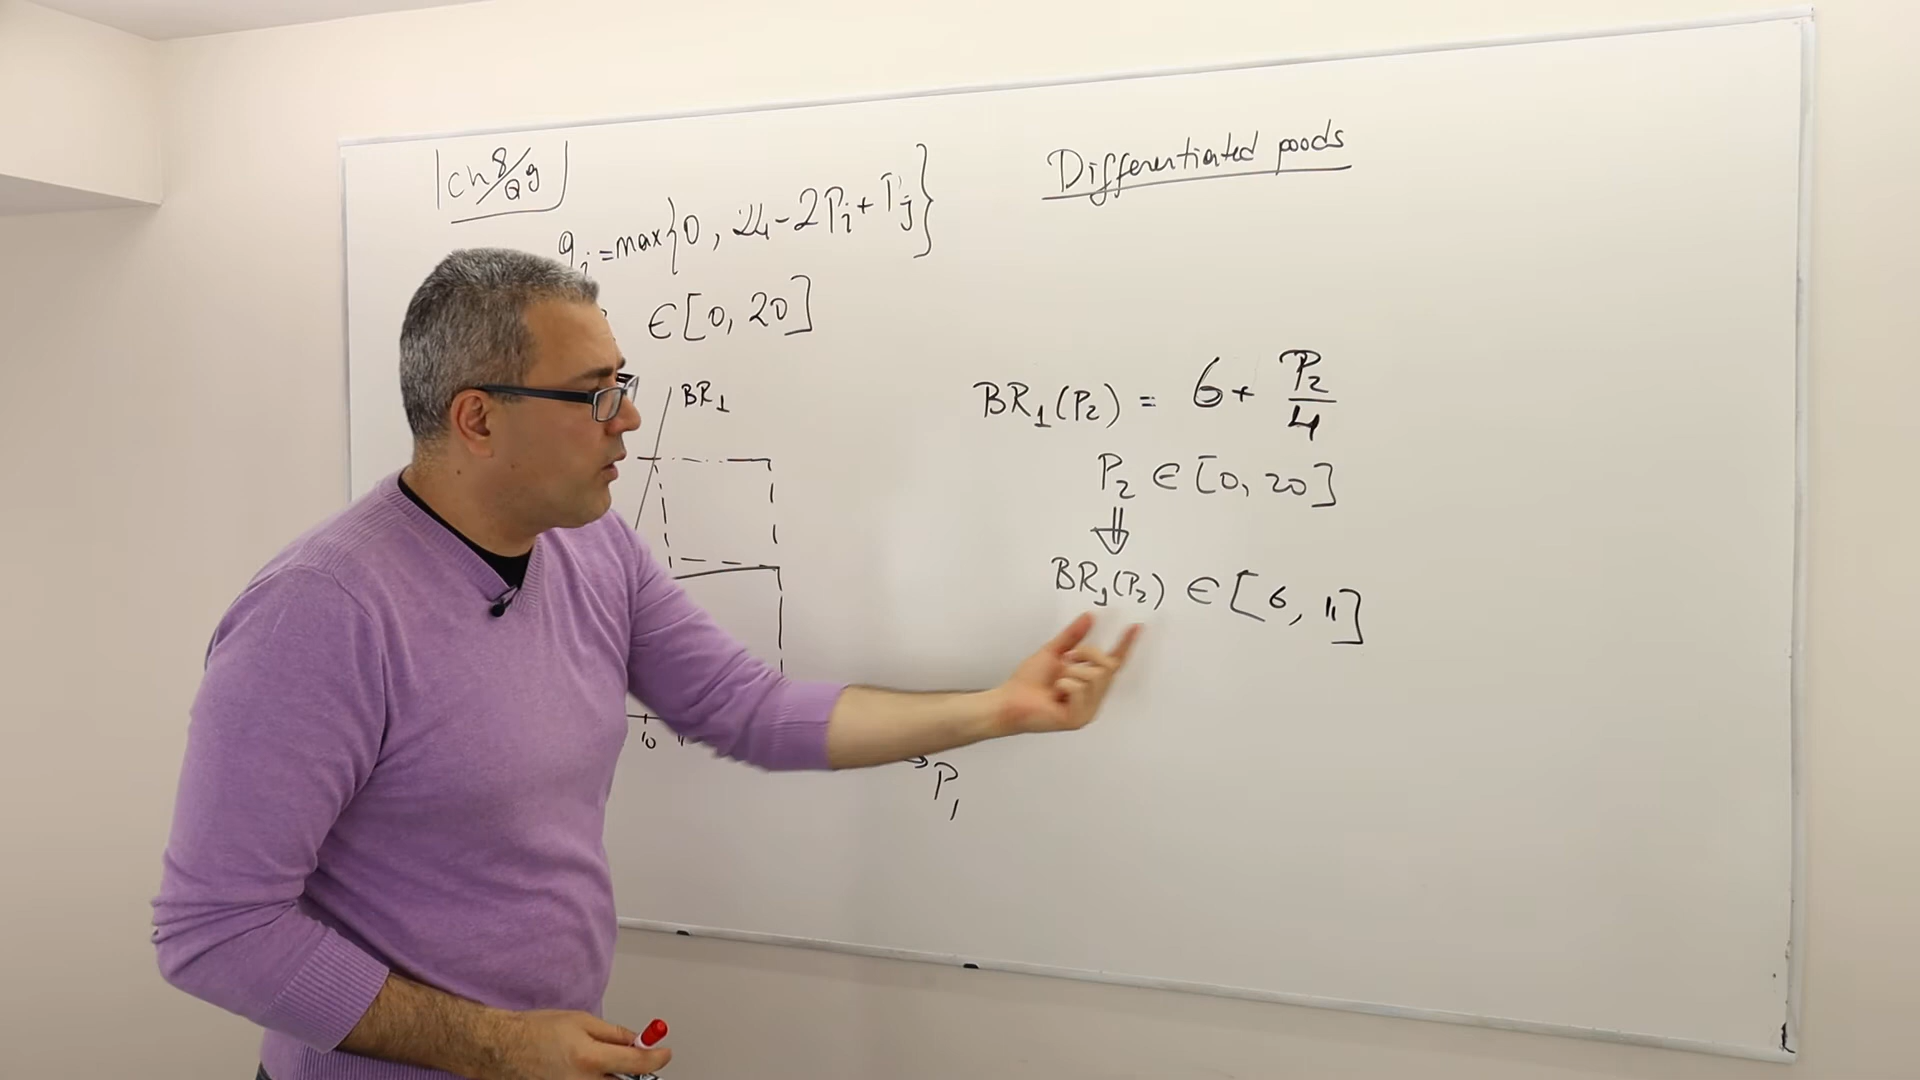 Ch 8/Q9
Differentiated goods
qi = max{0, 24 - 2Pi + Pj}
∈ [0, 20]
BR1
BR1(P2) = 6 + P2/4
P2 ∈ [0, 20]
⇓
BR1(P2) ∈ [6, 11]
10
P1